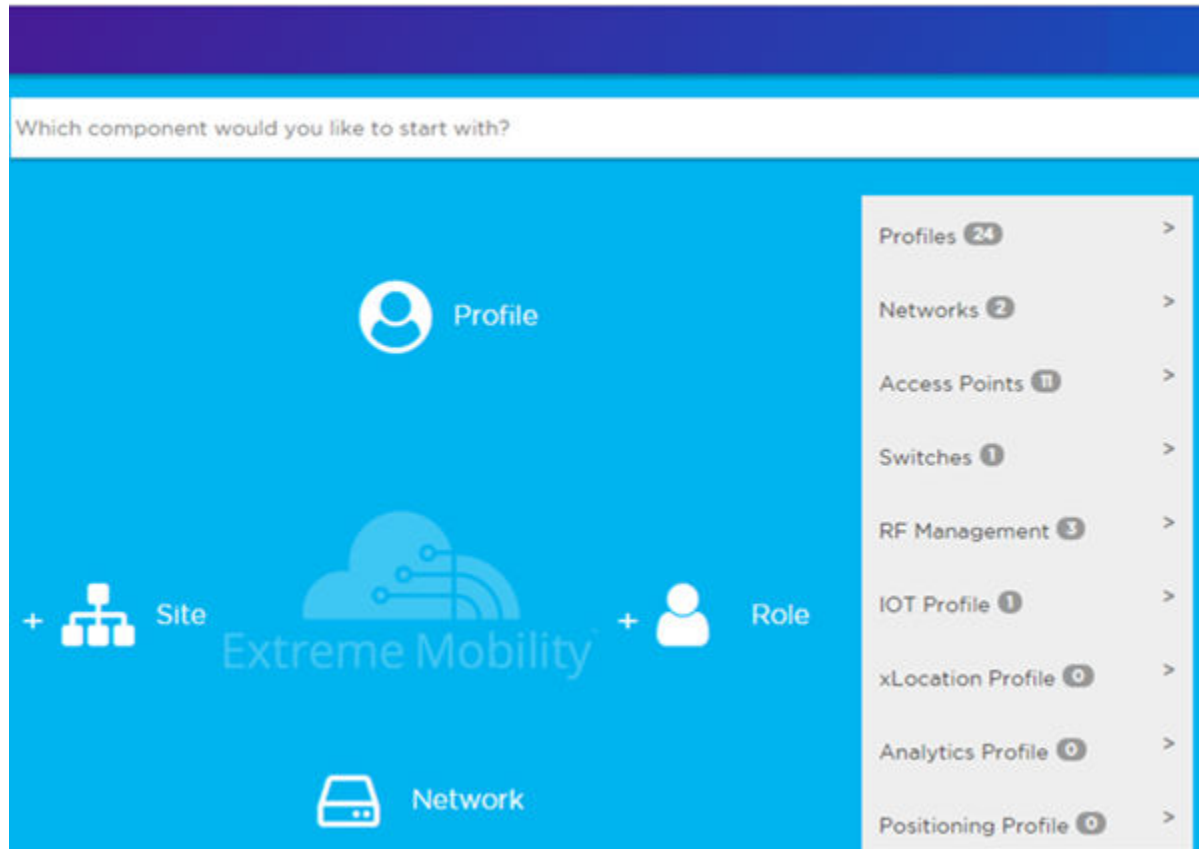 Which component would you like to start with?
Profile
+ Site
Extreme Mobility
+ Role
Network
Profiles 24 >
Networks 2 >
Access Points 11 >
Switches 1 >
RF Management 3 >
IOT Profile 1 >
xLocation Profile 0 >
Analytics Profile 0 >
Positioning Profile 0 >